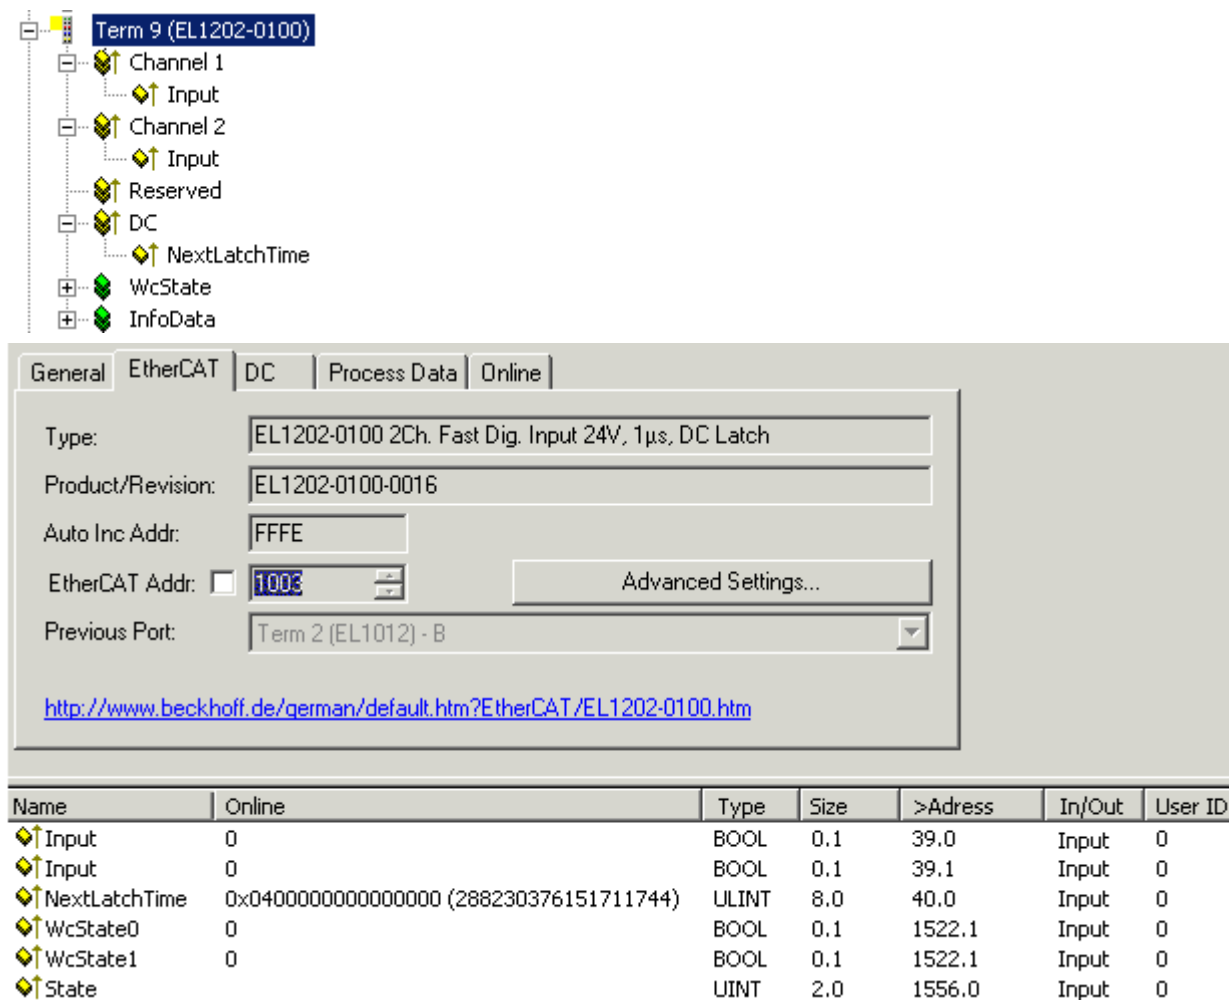 Term 9 (EL1202-0100)
Channel 1
Input
Channel 2
Input
Reserved
DC
NextLatchTime
WcState
InfoData
General EtherCAT DC Process Data Online
Type: EL1202-0100 2Ch. Fast Dig. Input 24V, 1µs, DC Latch
Product/Revision: EL1202-0100-0016
Auto Inc Addr: FFFE
EtherCAT Addr: 1003 Advanced Settings...
Previous Port: Term 2 (EL1012) - B
http://www.beckhoff.de/german/default.htm?EtherCAT/EL1202-0100.htm
Name Online Type Size >Adress In/Out User ID
Input 0 BOOL 0.1 39.0 Input 0
Input 0 BOOL 0.1 39.1 Input 0
NextLatchTime 0x0400000000000000 (288230376151711744) ULINT 8.0 40.0 Input 0
WcState0 0 BOOL 0.1 1522.1 Input 0
WcState1 0 BOOL 0.1 1522.1 Input 0
State UINT 2.0 1556.0 Input 0